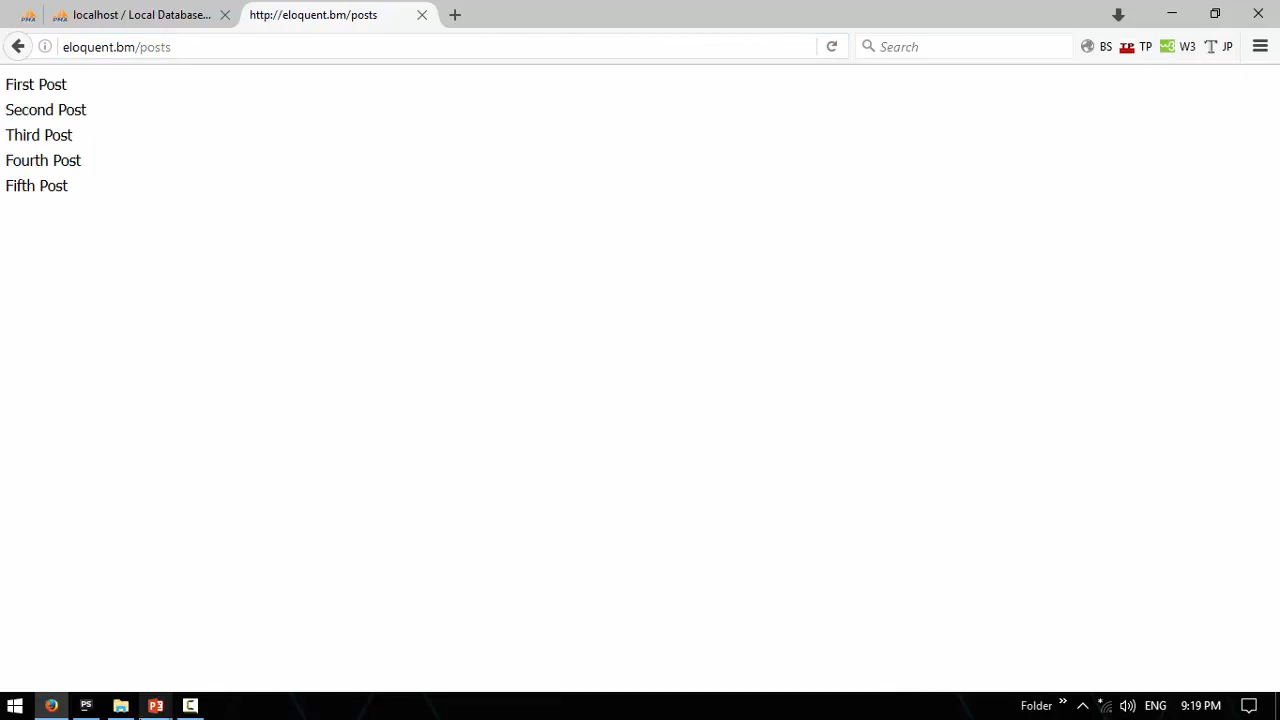 localhost / Local Database...
http://eloquent.bm/posts
eloquent.bm/posts
Search
BS
TP
W3
JP
First Post
Second Post
Third Post
Fourth Post
Fifth Post
Folder
ENG
9:19 PM